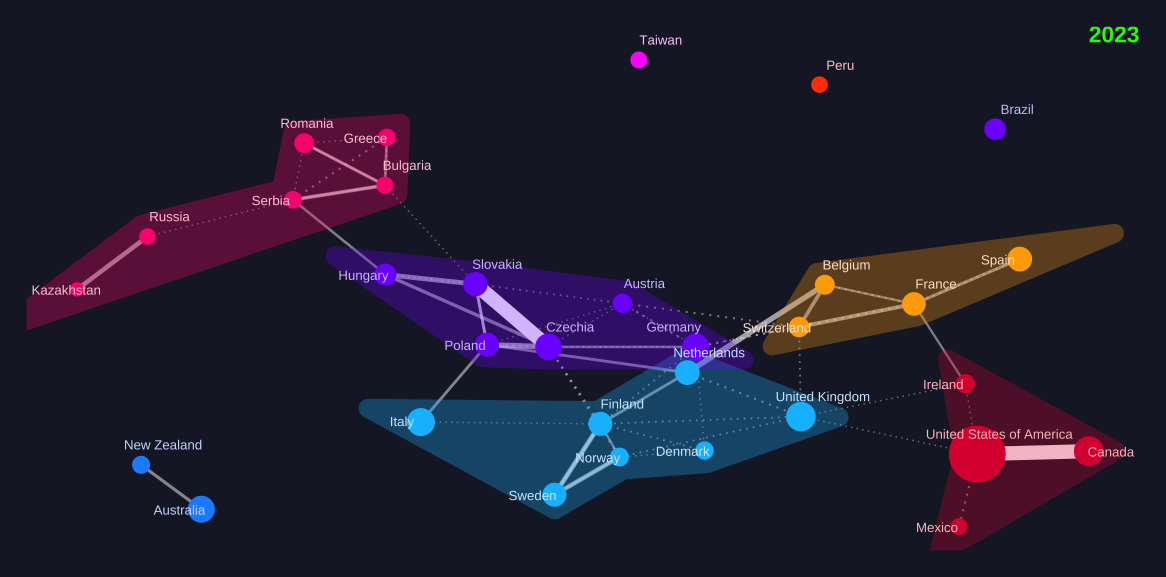 2023
Taiwan
Peru
Brazil
Romania
Greece
Bulgaria
Serbia
Russia
Kazakhstan
Hungary
Slovakia
Austria
Belgium
Spain
France
Czechia
Germany
Switzerland
Poland
Netherlands
Ireland
United Kingdom
Finland
Italy
United States of America
Canada
New Zealand
Norway
Denmark
Sweden
Australia
Mexico